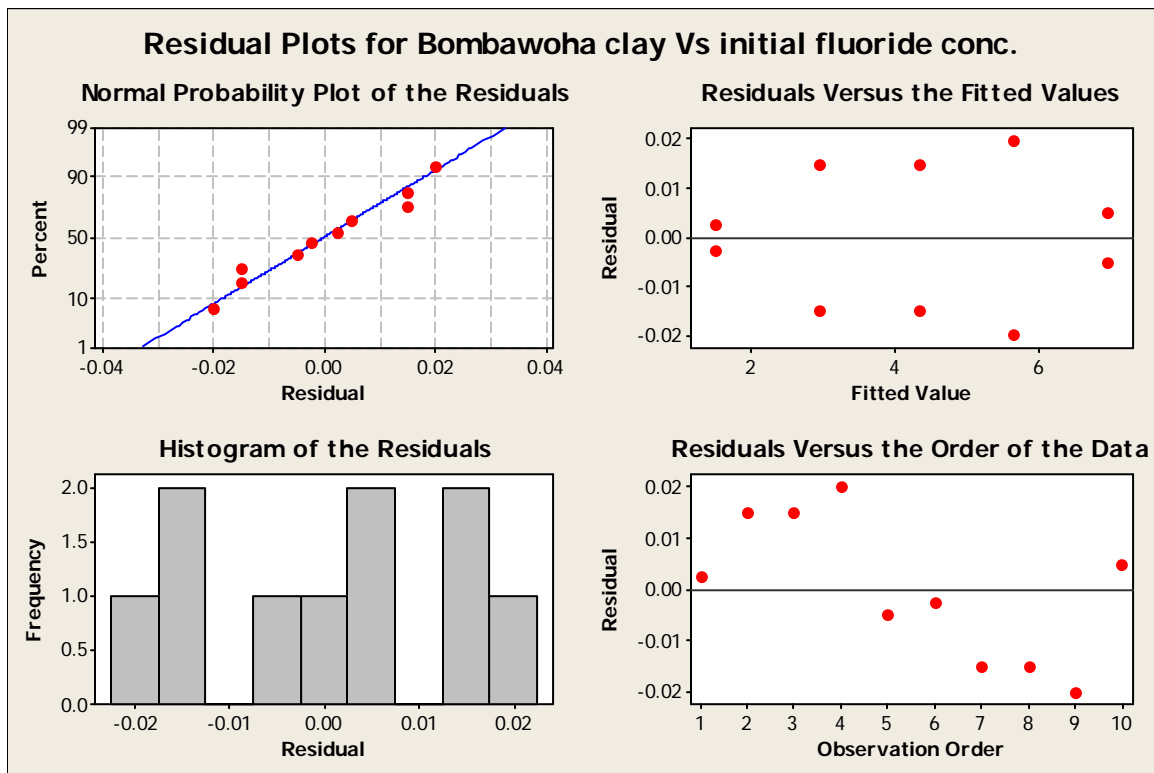 Residual Plots for Bombawoha clay Vs initial fluoride conc.
Normal Probability Plot of the Residuals
99
90
50
10
1
Percent
-0.04 -0.02 0.00 0.02 0.04
Residual
Residuals Versus the Fitted Values
0.02
0.01
0.00
-0.01
-0.02
Residual
2 4 6
Fitted Value
Histogram of the Residuals
2.0
1.5
1.0
0.5
0.0
Frequency
-0.02 -0.01 0.00 0.01 0.02
Residual
Residuals Versus the Order of the Data
0.02
0.01
0.00
-0.01
-0.02
Residual
1 2 3 4 5 6 7 8 9 10
Observation Order